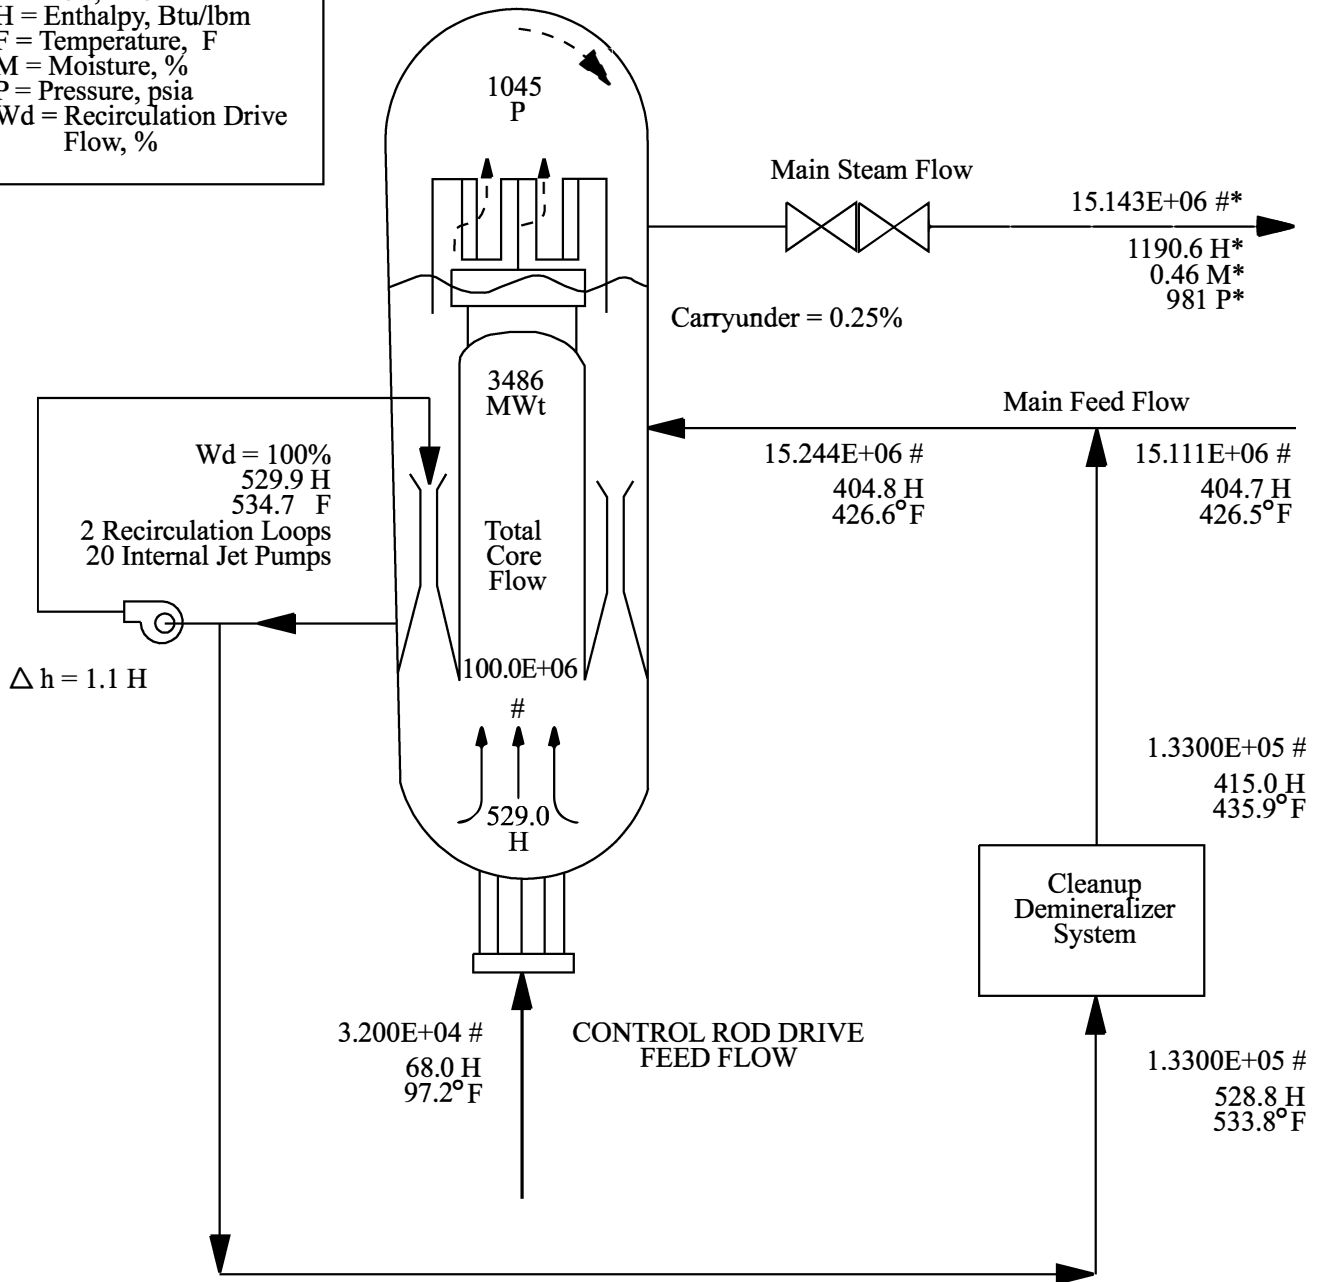 H = Enthalpy, Btu/lbm
F = Temperature, F
M = Moisture, %
P = Pressure, psia
Wd = Recirculation Drive
Flow, %
1045
P
Main Steam Flow
15.143E+06 #*
1190.6 H*
0.46 M*
981 P*
Carryunder = 0.25%
3486
MWt
Main Feed Flow
Wd = 100%
529.9 H
534.7 F
2 Recirculation Loops
20 Internal Jet Pumps
15.244E+06 #
404.8 H
426.6°F
15.111E+06 #
404.7 H
426.5°F
Total
Core
Flow
100.0E+06
#
Δ h = 1.1 H
529.0
H
1.3300E+05 #
415.0 H
435.9°F
Cleanup
Demineralizer
System
3.200E+04 #
68.0 H
97.2°F
CONTROL ROD DRIVE
FEED FLOW
1.3300E+05 #
528.8 H
533.8°F